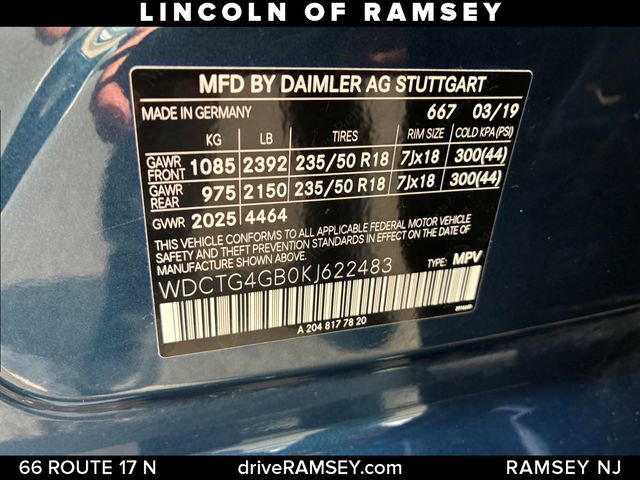 LINCOLN OF RAMSEY
MFD BY DAIMLER AG STUTTGART
MADE IN GERMANY 667 03/19
KG LB TIRES RIM SIZE COLD KPA(PSI)
GAWR FRONT 1085 2392 235/50 R18 7Jx18 300(44)
GAWR REAR 975 2150 235/50 R18 7Jx18 300(44)
GVWR 2025 4464
THIS VEHICLE CONFORMS TO ALL APPLICABLE FEDERAL MOTOR VEHICLE
SAFETY AND THEFT PREVENTION STANDARDS IN EFFECT ON THE DATE OF
MANUFACTURE SHOWN ABOVE.
WDCTG4GB0KJ622483 TYPE: MPV
A 204 817 78 20
66 ROUTE 17 N driveRAMSEY.com RAMSEY NJ